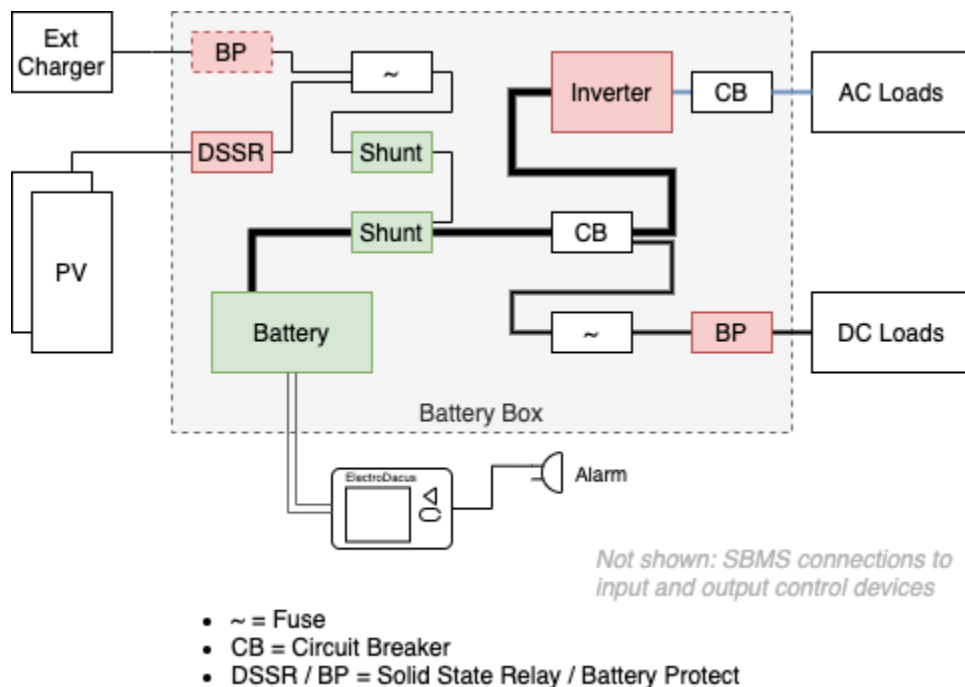 Ext
Charger
BP
~
Inverter
CB
AC Loads
DSSR
Shunt
Shunt
CB
PV
Battery
~
BP
DC Loads
Battery Box
ElectroDacus
Alarm
Not shown: SBMS connections to
input and output control devices
• ~ = Fuse
• CB = Circuit Breaker
• DSSR / BP = Solid State Relay / Battery Protect